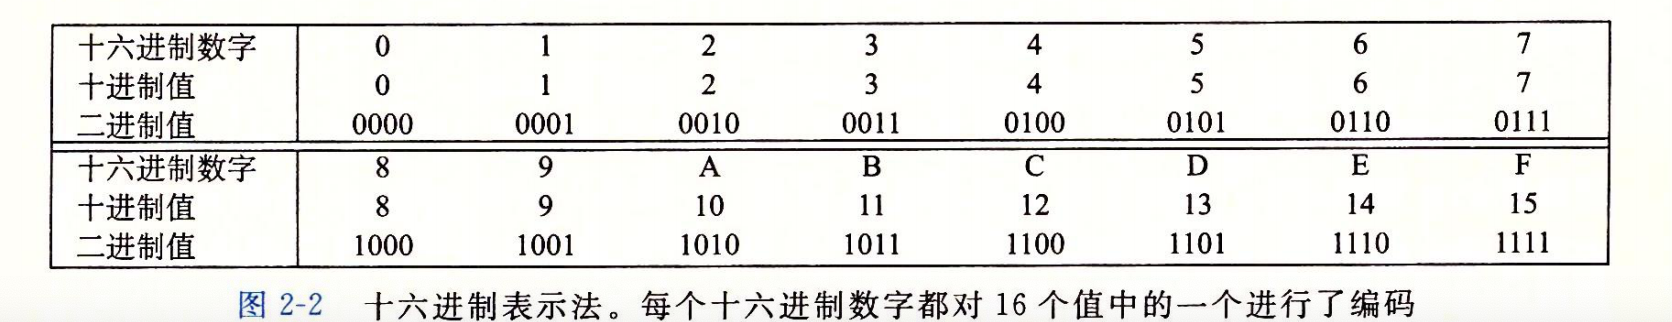 十六进制数字 0 1 2 3 4 5 6 7
十进制值 0 1 2 3 4 5 6 7
二进制值 0000 0001 0010 0011 0100 0101 0110 0111
十六进制数字 8 9 A B C D E F
十进制值 8 9 10 11 12 13 14 15
二进制值 1000 1001 1010 1011 1100 1101 1110 1111
图 2-2 十六进制表示法。每个十六进制数字都对 16 个值中的一个进行了编码